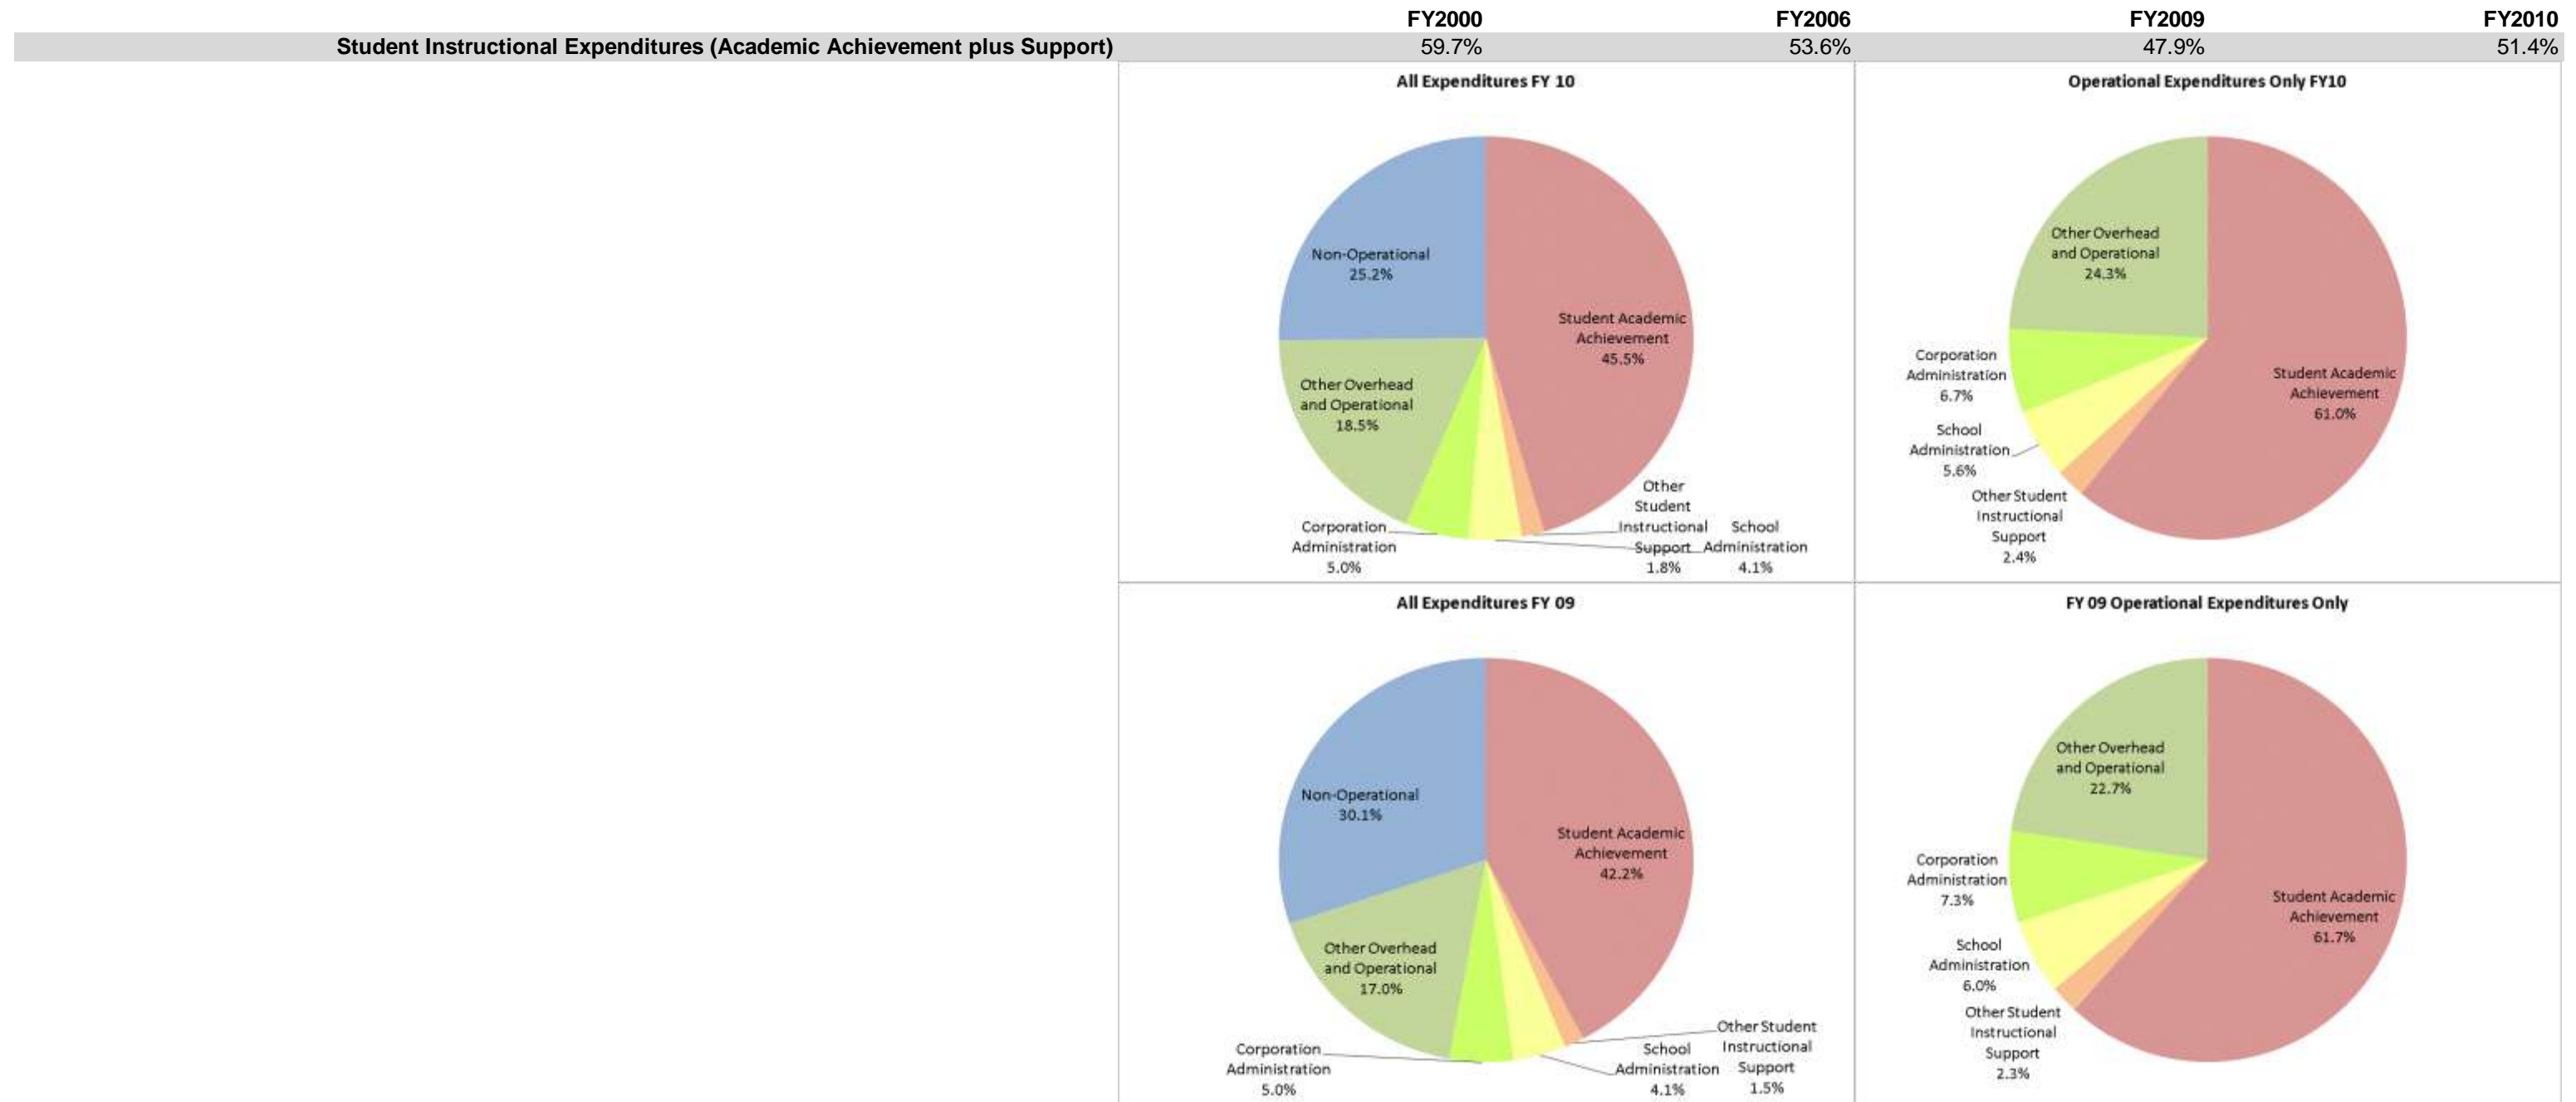 FY2000 FY2006 FY2009 FY2010
Student Instructional Expenditures (Academic Achievement plus Support) 59.7% 53.6% 47.9% 51.4%
All Expenditures FY 10
Non-Operational
25.2%
Student Academic
Achievement
45.5%
Other Overhead
and Operational
18.5%
Corporation
Administration
5.0%
Other
Student
Instructional
Support
1.8%
School
Administration
4.1%
Operational Expenditures Only FY10
Other Overhead
and Operational
24.3%
Corporation
Administration
6.7%
Student Academic
Achievement
61.0%
School
Administration
5.6%
Other Student
Instructional
Support
2.4%
All Expenditures FY 09
Non-Operational
30.1%
Student Academic
Achievement
42.2%
Other Overhead
and Operational
17.0%
Corporation
Administration
5.0%
School
Administration
4.1%
Other Student
Instructional
Support
1.5%
FY 09 Operational Expenditures Only
Other Overhead
and Operational
22.7%
Corporation
Administration
7.3%
Student Academic
Achievement
61.7%
School
Administration
6.0%
Other Student
Instructional
Support
2.3%